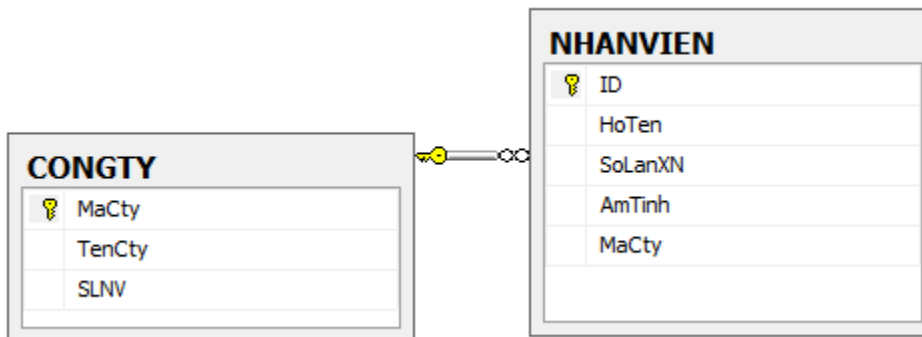 CONGTY
MaCty
TenCty
SLNV
NHANVIEN
ID
HoTen
SoLanXN
AmTinh
MaCty